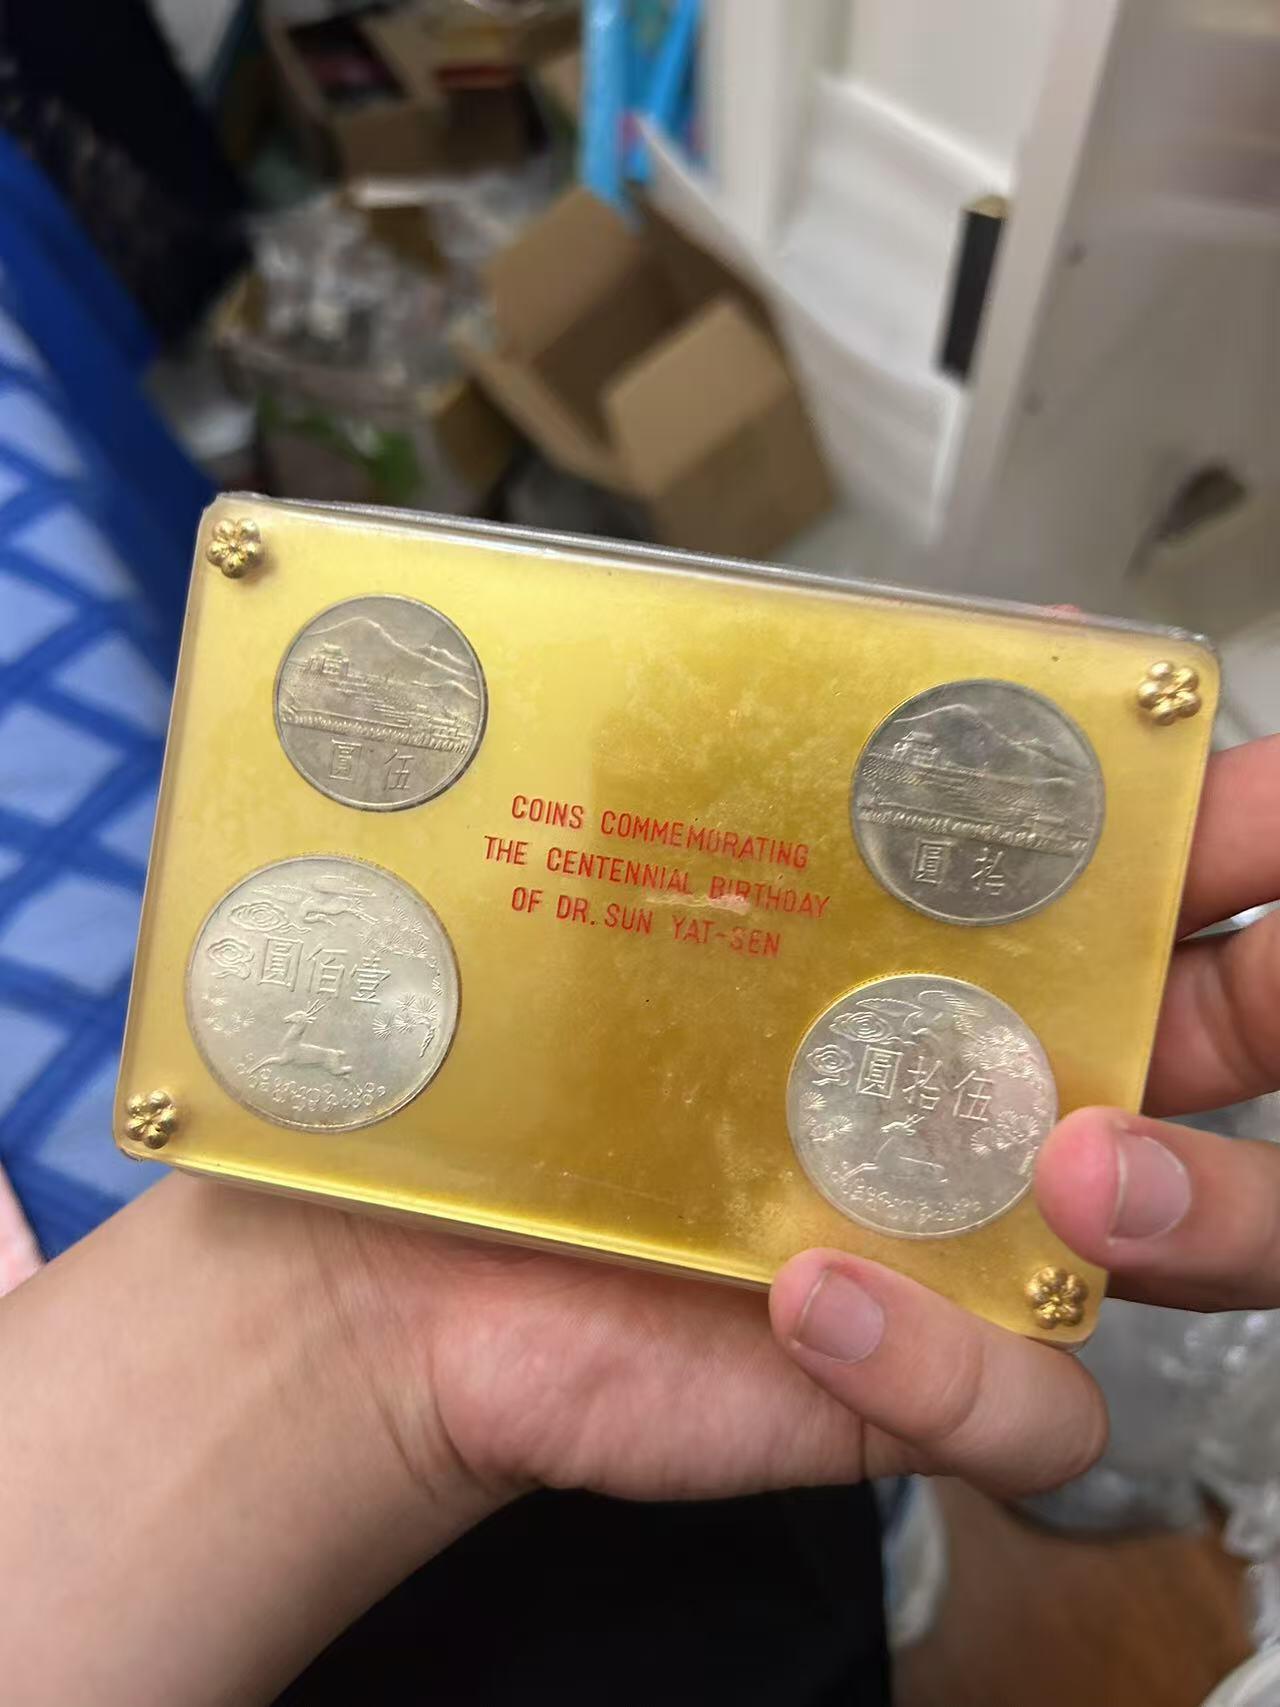 圓 伍
圓 拾
COINS COMMEMORATING
THE CENTENNIAL BIRTHDAY
OF DR. SUN YAT-SEN
圓佰壹
圓拾伍